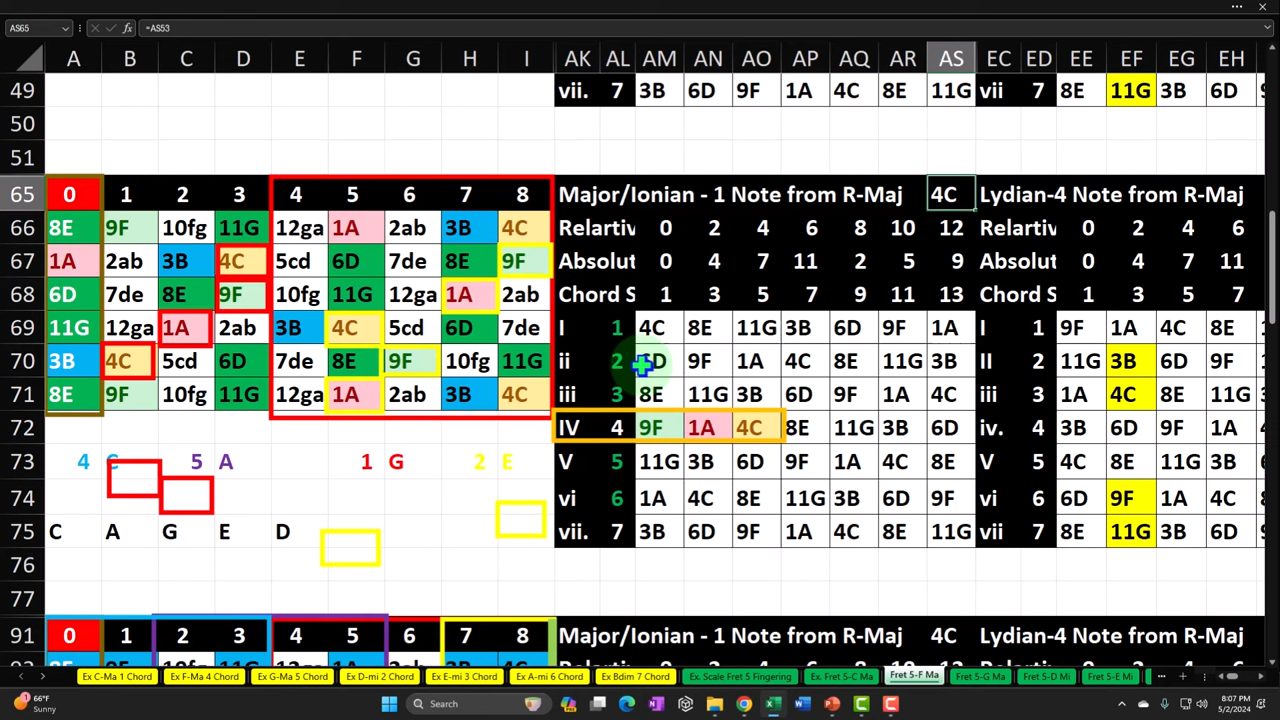 AS65 fx =AS53
A B C D E F G H I AK AL AM AN AO AP AQ AR AS EC ED EE EF EG EH
49 vii. 7 3B 6D 9F 1A 4C 8E 11G vii 7 8E 11G 3B 6D
50
51
65 0 1 2 3 4 5 6 7 8 Major/Ionian - 1 Note from R-Maj 4C Lydian-4 Note from R-Maj
66 8E 9F 10fg 11G 12ga 1A 2ab 3B 4C Relartiv 0 2 4 6 8 10 12 Relartiv 0 2 4 6
67 1A 2ab 3B 4C 5cd 6D 7de 8E 9F Absolut 0 4 7 11 2 5 9 Absolut 0 4 7 11
68 6D 7de 8E 9F 10fg 11G 12ga 1A 2ab Chord S 1 3 5 7 9 11 13 Chord S 1 3 5 7
69 11G 12ga 1A 2ab 3B 4C 5cd 6D 7de I 1 4C 8E 11G 3B 6D 9F 1A I 1 9F 1A 4C 8E
70 3B 4C 5cd 6D 7de 8E 9F 10fg 11G ii 2 6D 9F 1A 4C 8E 11G 3B II 2 11G 3B 6D 9F
71 8E 9F 10fg 11G 12ga 1A 2ab 3B 4C iii 3 8E 11G 3B 6D 9F 1A 4C iii 3 1A 4C 8E 11G
72 IV 4 9F 1A 4C 8E 11G 3B 6D iv. 4 3B 6D 9F 1A
73 4 C 5 A 1 G 2 E V 5 11G 3B 6D 9F 1A 4C 8E V 5 4C 8E 11G 3B
74 vi 6 1A 4C 8E 11G 3B 6D 9F vi 6 6D 9F 1A 4C
75 C A G E D vii. 7 3B 6D 9F 1A 4C 8E 11G vii 7 8E 11G 3B 6D
76
77
91 0 1 2 3 4 5 6 7 8 Major/Ionian - 1 Note from R-Maj 4C Lydian-4 Note from R-Maj
Ex C-Ma 1 Chord Ex F-Ma 4 Chord Ex G-Ma 5 Chord Ex D-mi 2 Chord Ex E-mi 3 Chord Ex A-mi 6 Chord Ex Bdim 7 Chord Ex. Scale Fret 5 Fingering Ex. Fret 5-C Ma Fret 5-F Ma Fret 5-G Ma Fret 5-D Mi Fret 5-E Mi
66°F
Sunny
Search
8:07 PM
5/2/2024